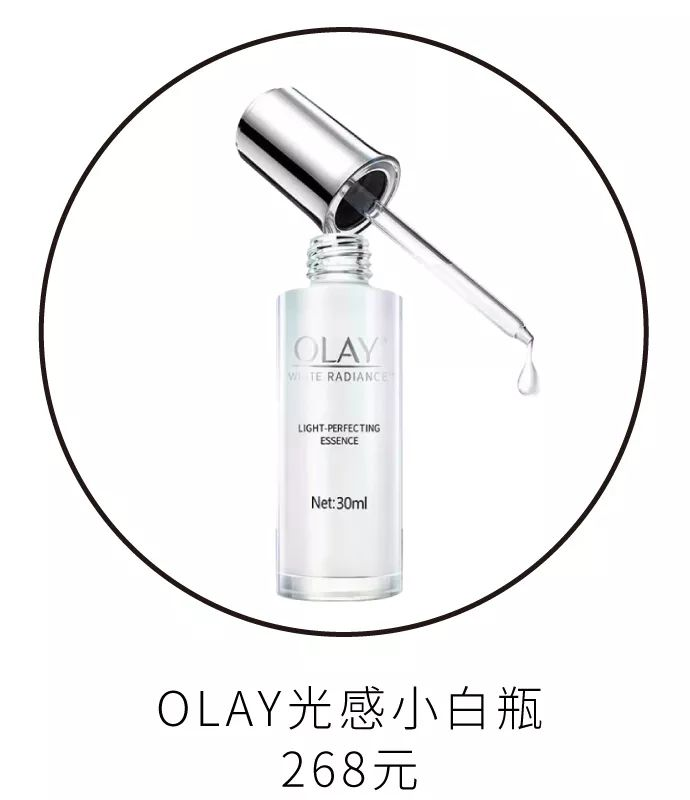 OLAY
WHITE RADIANCE
LIGHT-PERFECTING
ESSENCE
Net:30ml
OLAY光感小白瓶
268元